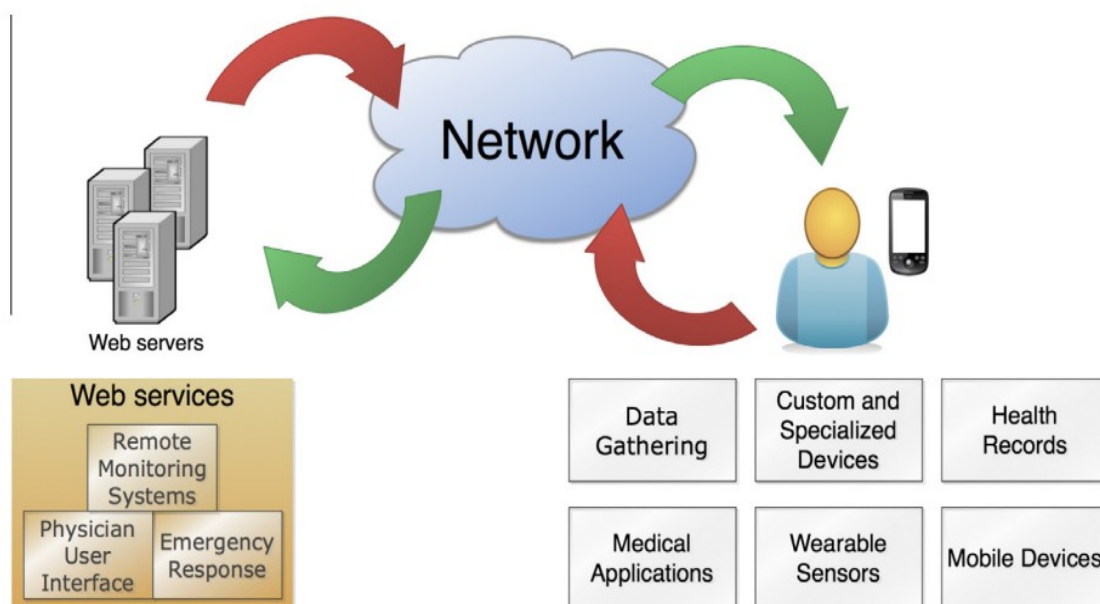 Network
Web servers
Web services
Remote
Monitoring
Systems
Physician
User
Interface
Emergency
Response
Data
Gathering
Custom and
Specialized
Devices
Health
Records
Medical
Applications
Wearable
Sensors
Mobile Devices